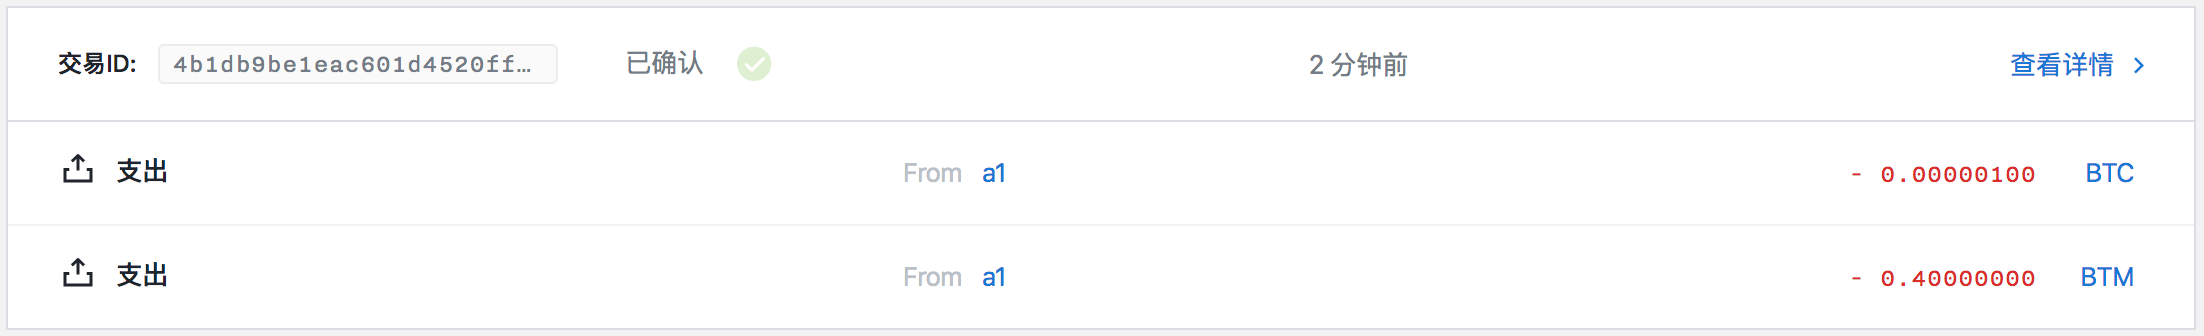 交易ID: 4b1db9be1eac601d4520ff… 已确认 2 分钟前 查看详情
支出 From a1 - 0.00000100 BTC
支出 From a1 - 0.40000000 BTM